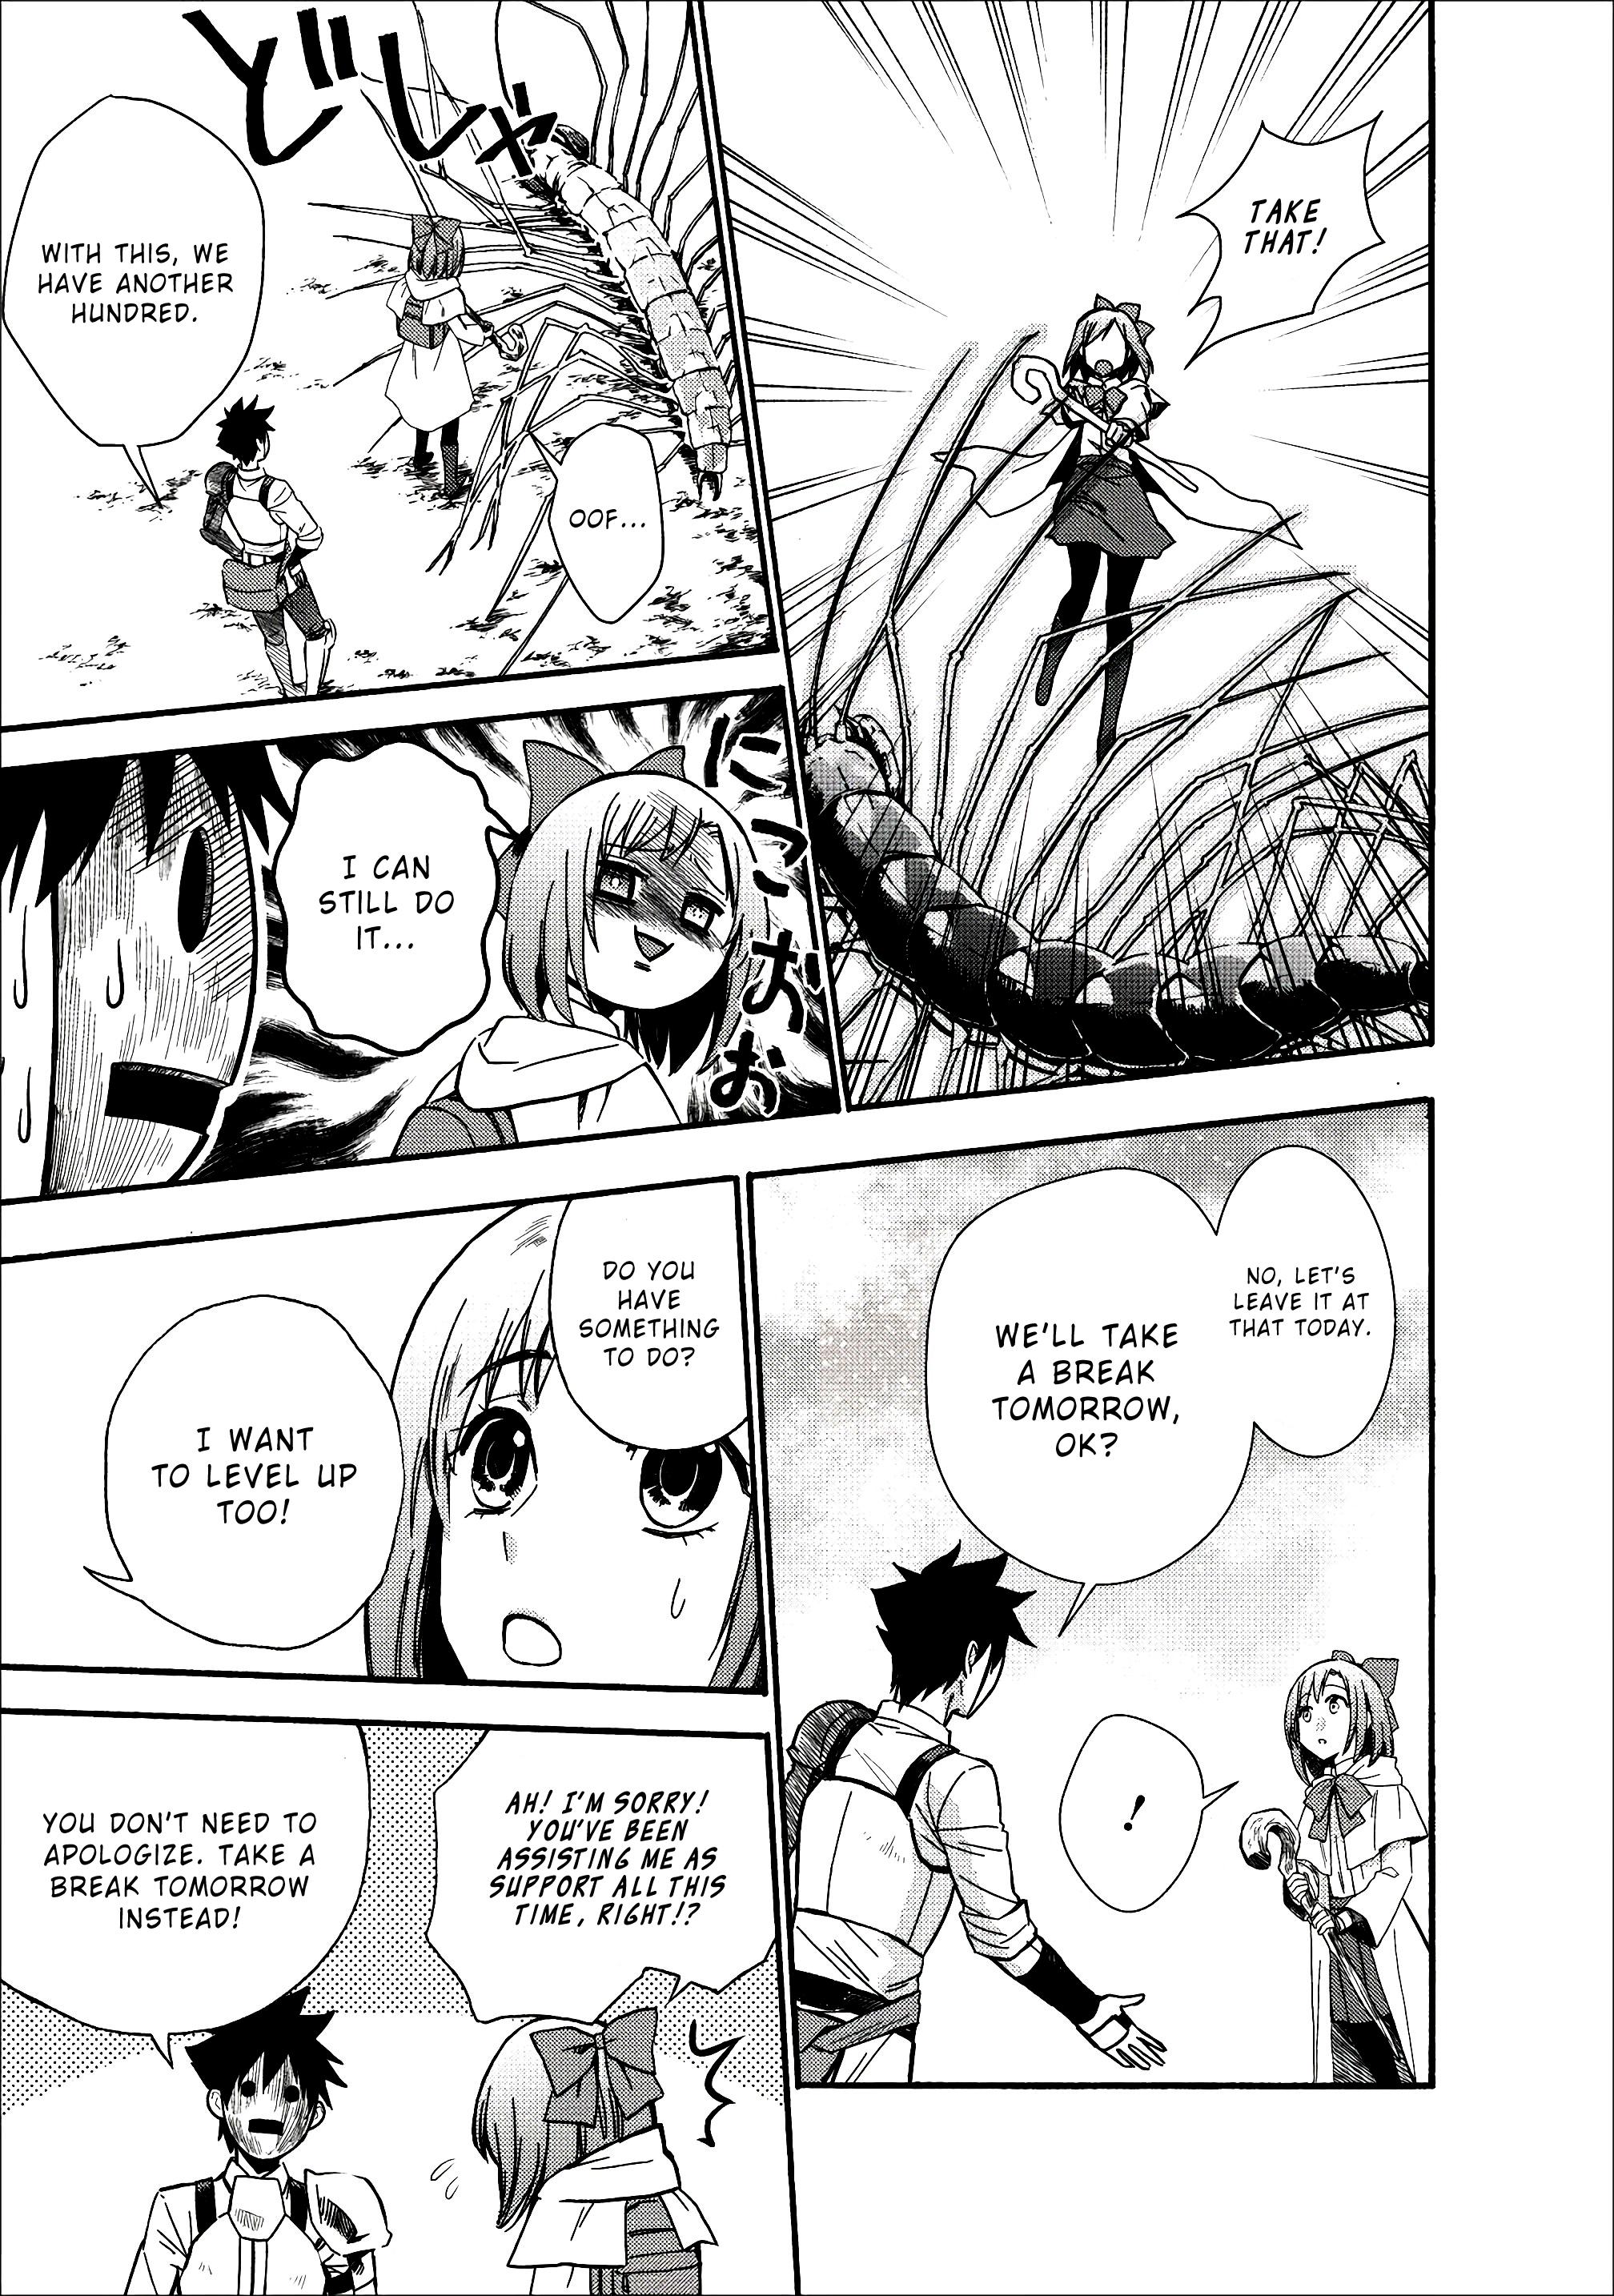 TAKE
THAT!
どしゃ
WITH THIS, WE
HAVE ANOTHER
HUNDRED.
OOF...
にこおお
I CAN
STILL DO
IT...
NO, LET'S
LEAVE IT AT
THAT TODAY.
WE'LL TAKE
A BREAK
TOMORROW,
OK?
!
DO YOU
HAVE
SOMETHING
TO DO?
I WANT
TO LEVEL UP
TOO!
AH! I'M SORRY!
YOU'VE BEEN
ASSISTING ME AS
SUPPORT ALL THIS
TIME, RIGHT!?
YOU DON'T NEED TO
APOLOGIZE. TAKE A
BREAK TOMORROW
INSTEAD!